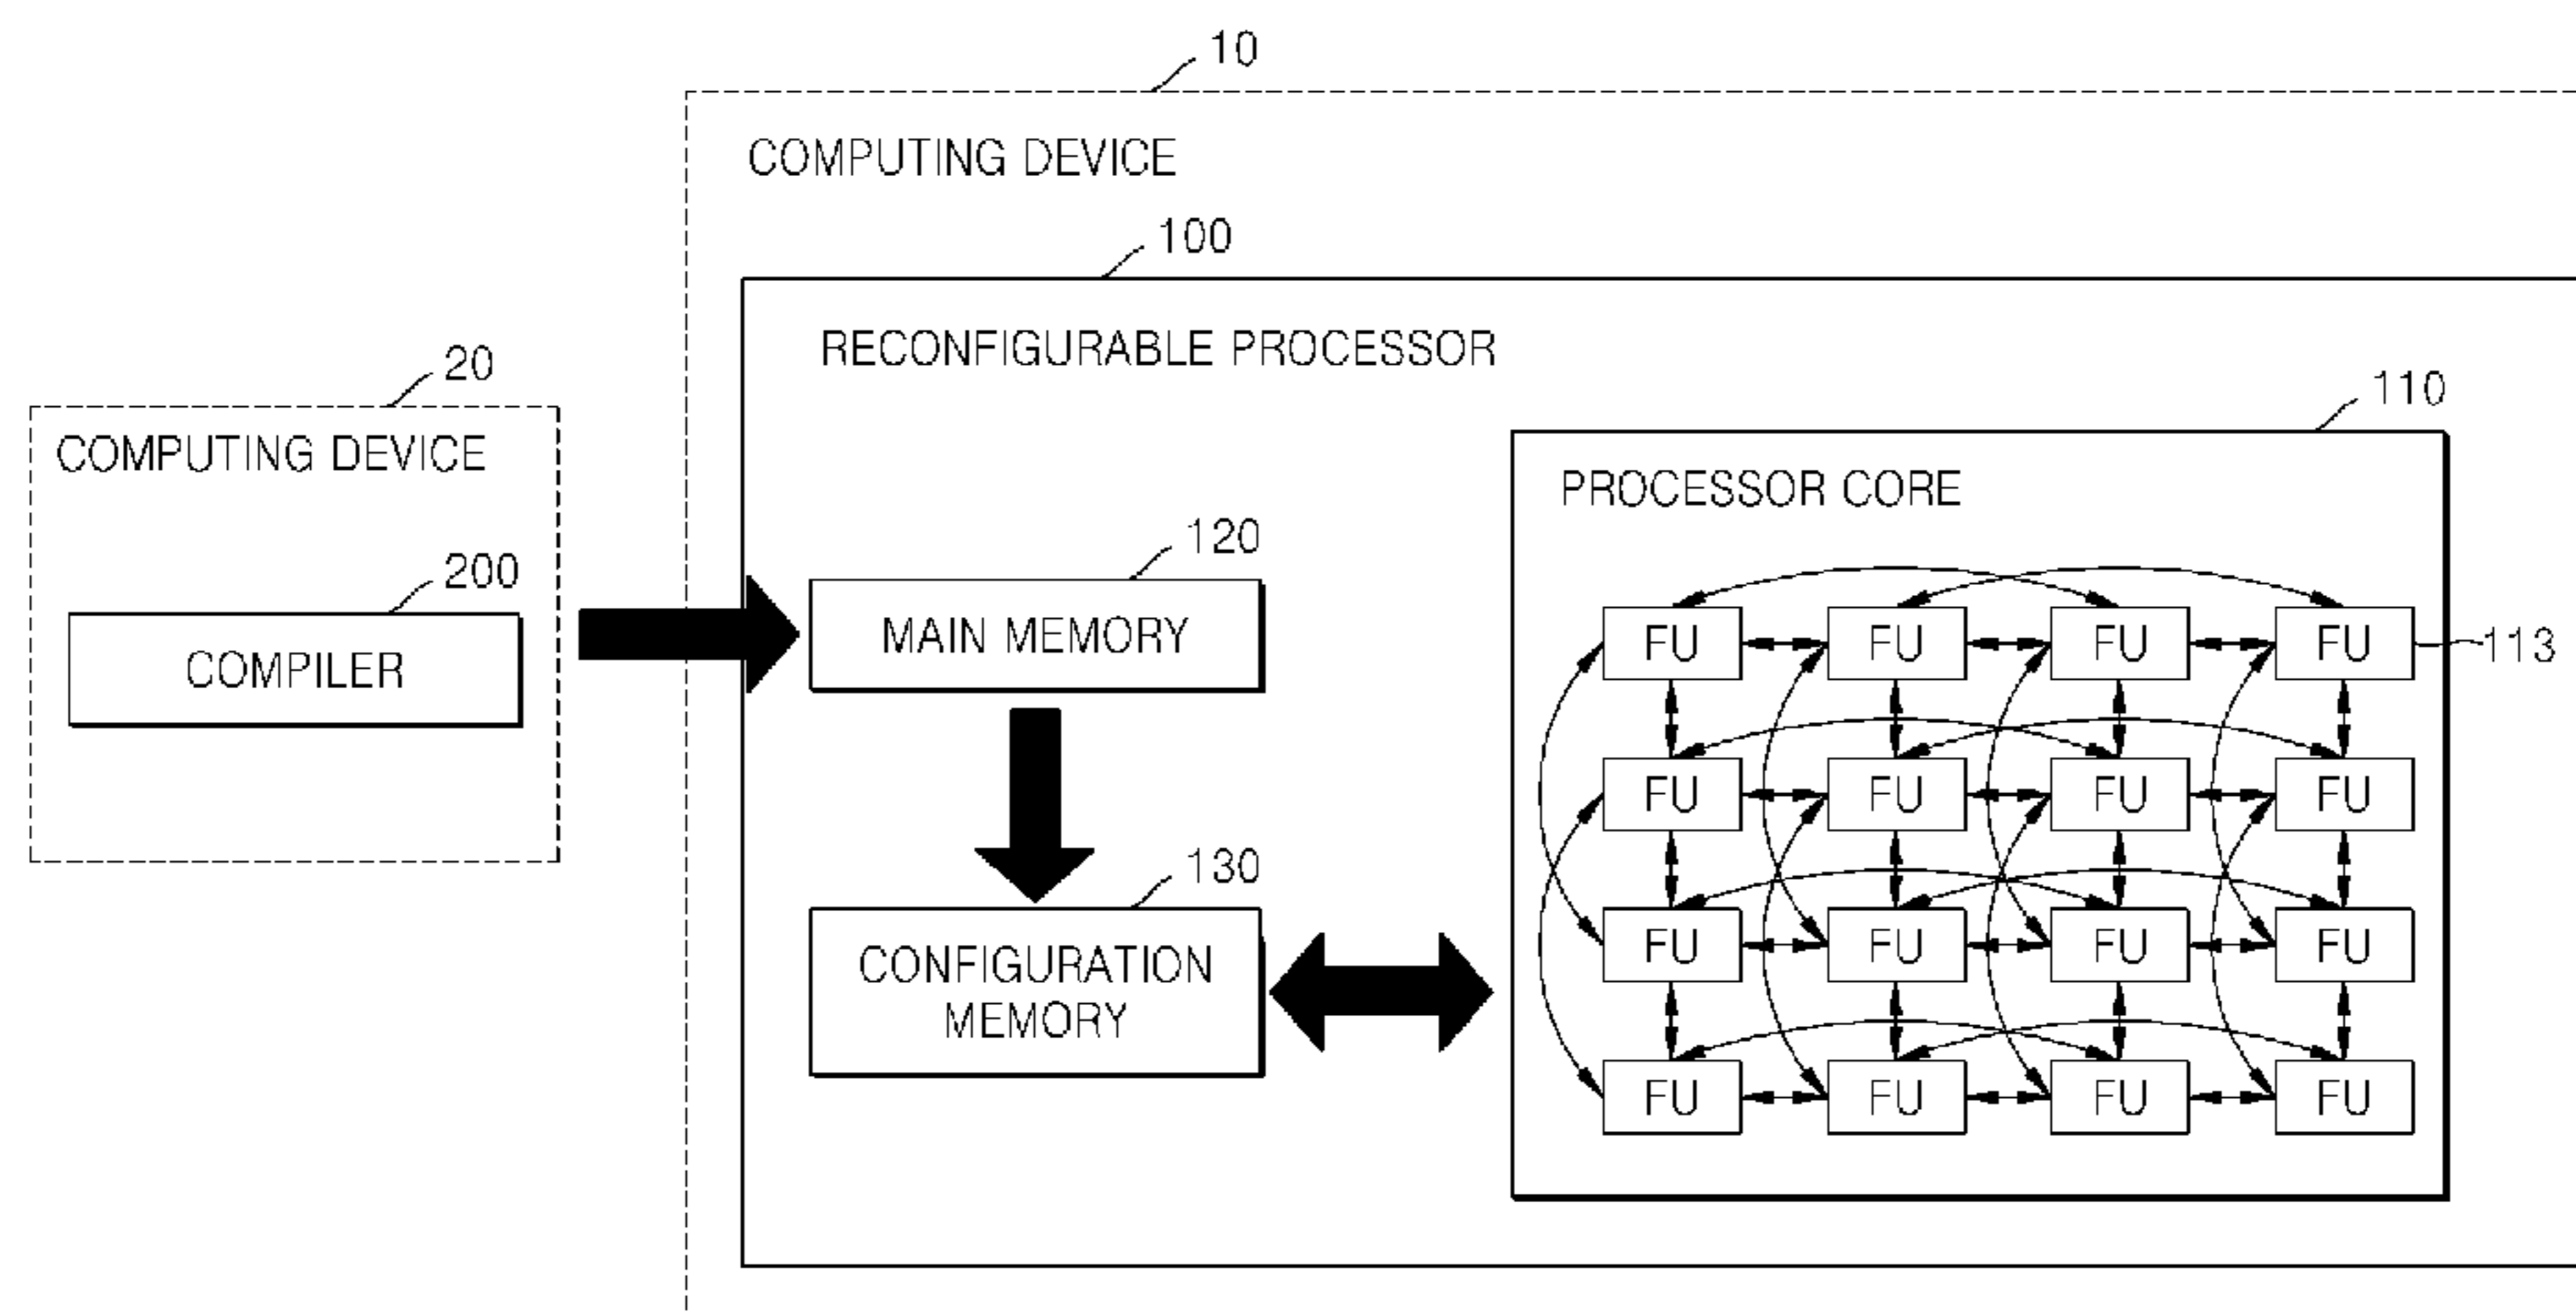 10
COMPUTING DEVICE
100
RECONFIGURABLE PROCESSOR
20
COMPUTING DEVICE
200
COMPILER
120
MAIN MEMORY
130
CONFIGURATION
MEMORY
110
PROCESSOR CORE
FU FU FU FU 113
FU FU FU FU
FU FU FU FU
FU FU FU FU